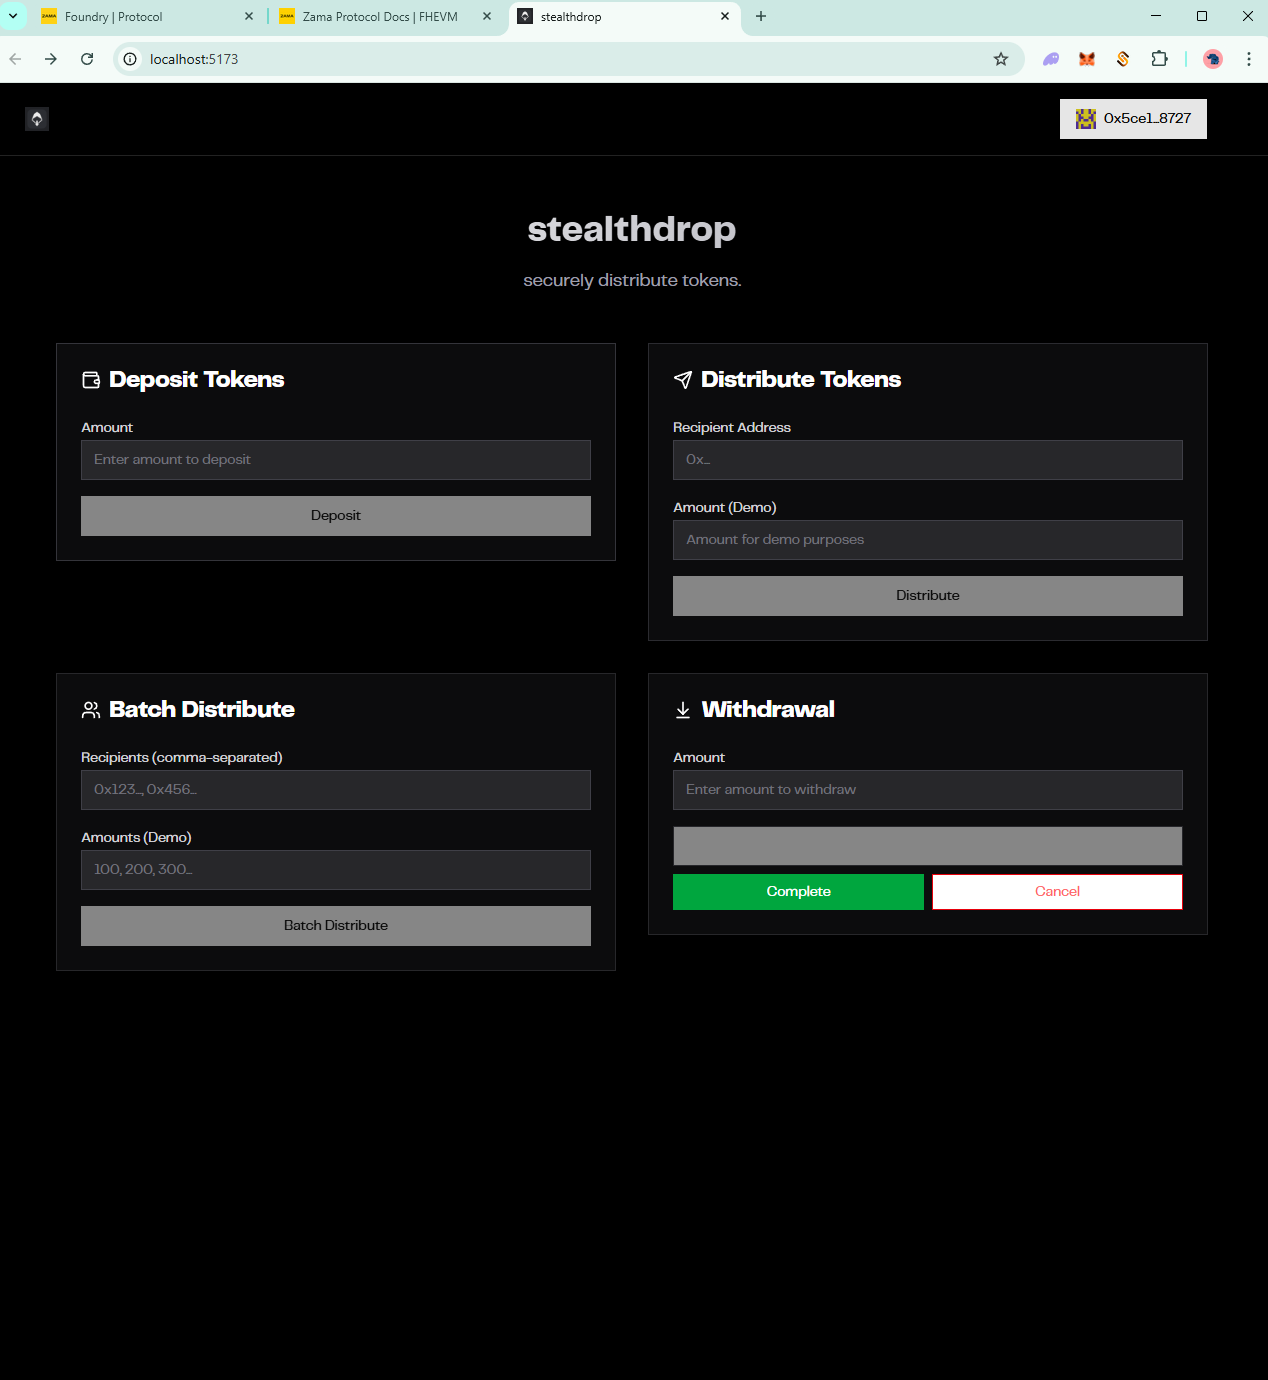 Foundry | Protocol
Zama Protocol Docs | FHEVM
stealthdrop
localhost:5173
0x5ce1...8727
stealthdrop
securely distribute tokens.
Deposit Tokens
Amount
Enter amount to deposit
Deposit
Distribute Tokens
Recipient Address
0x...
Amount (Demo)
Amount for demo purposes
Distribute
Batch Distribute
Recipients (comma-separated)
0x123..., 0x456...
Amounts (Demo)
100, 200, 300...
Batch Distribute
Withdrawal
Amount
Enter amount to withdraw
Complete
Cancel